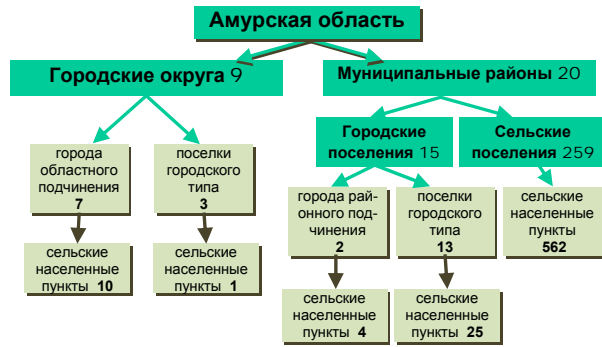 Амурская область
Городские округа 9
Муниципальные районы 20
Городские
поселения 15
Сельские
поселения 259
города
областного
подчинения
7
поселки
городского
типа
3
города рай-
онного под-
чинения
2
поселки
городского
типа
13
сельские
населенные
пункты
562
сельские
населенные
пункты 10
сельские
населенные
пункты 1
сельские
населенные
пункты 4
сельские
населенные
пункты 25